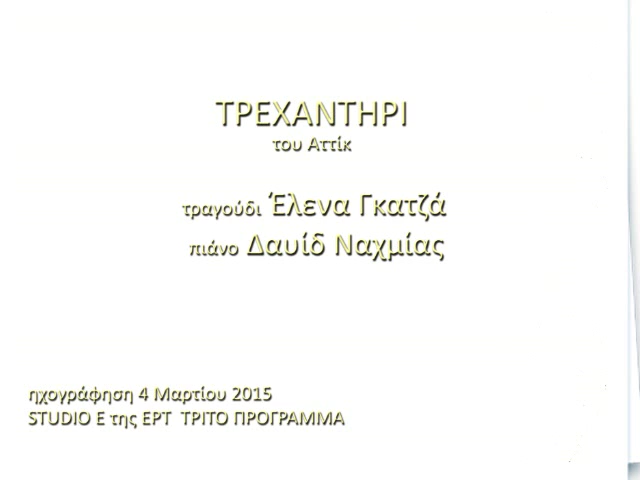 ΤΡΕΧΑΝΤΗΡΙ
του Αττίκ
τραγούδι Έλενα Γκατζά
πιάνο Δαυίδ Ναχμίας
ηχογράφηση 4 Μαρτίου 2015
STUDIO E της ΕΡΤ ΤΡΙΤΟ ΠΡΟΓΡΑΜΜΑ